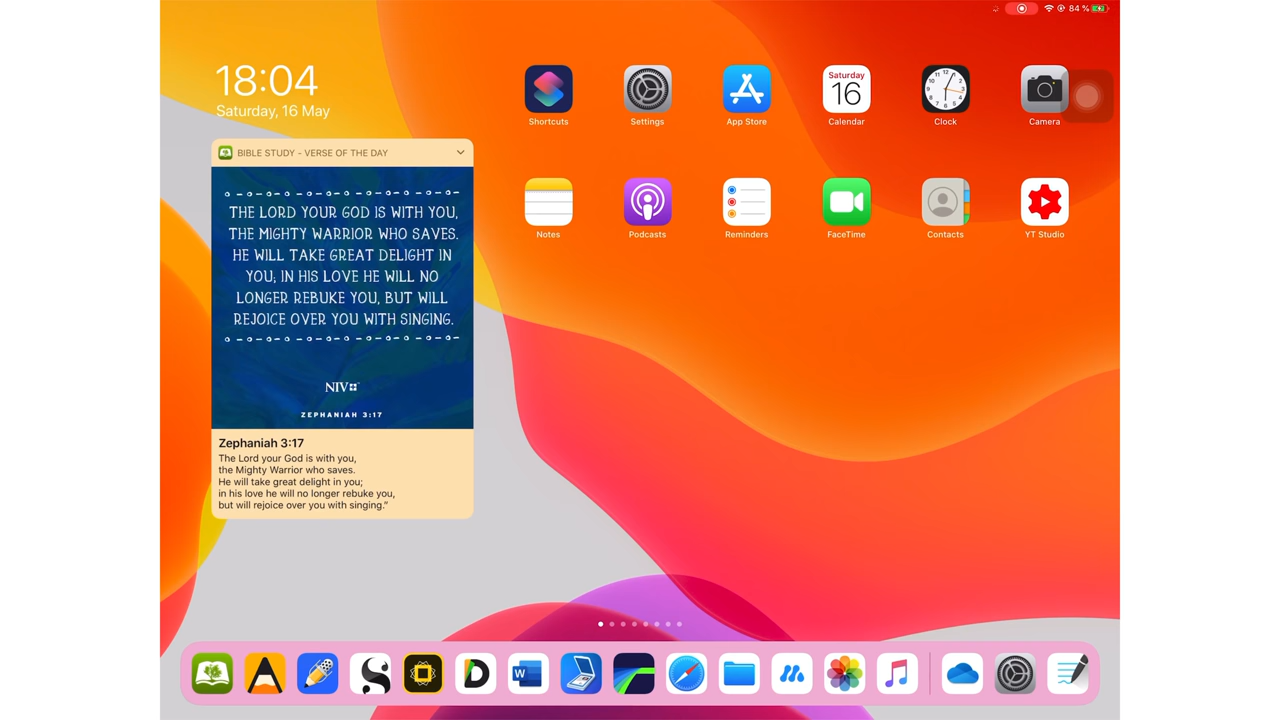 84 %
18:04
Saturday, 16 May
BIBLE STUDY - VERSE OF THE DAY
THE LORD YOUR GOD IS WITH YOU,
THE MIGHTY WARRIOR WHO SAVES.
HE WILL TAKE GREAT DELIGHT IN
YOU; IN HIS LOVE HE WILL NO
LONGER REBUKE YOU, BUT WILL
REJOICE OVER YOU WITH SINGING.
NIV
ZEPHANIAH 3:17
Zephaniah 3:17
The Lord your God is with you,
the Mighty Warrior who saves.
He will take great delight in you;
in his love he will no longer rebuke you,
but will rejoice over you with singing.”
Saturday
16
Shortcuts
Settings
App Store
Calendar
Clock
Camera
Notes
Podcasts
Reminders
FaceTime
Contacts
YT Studio
W